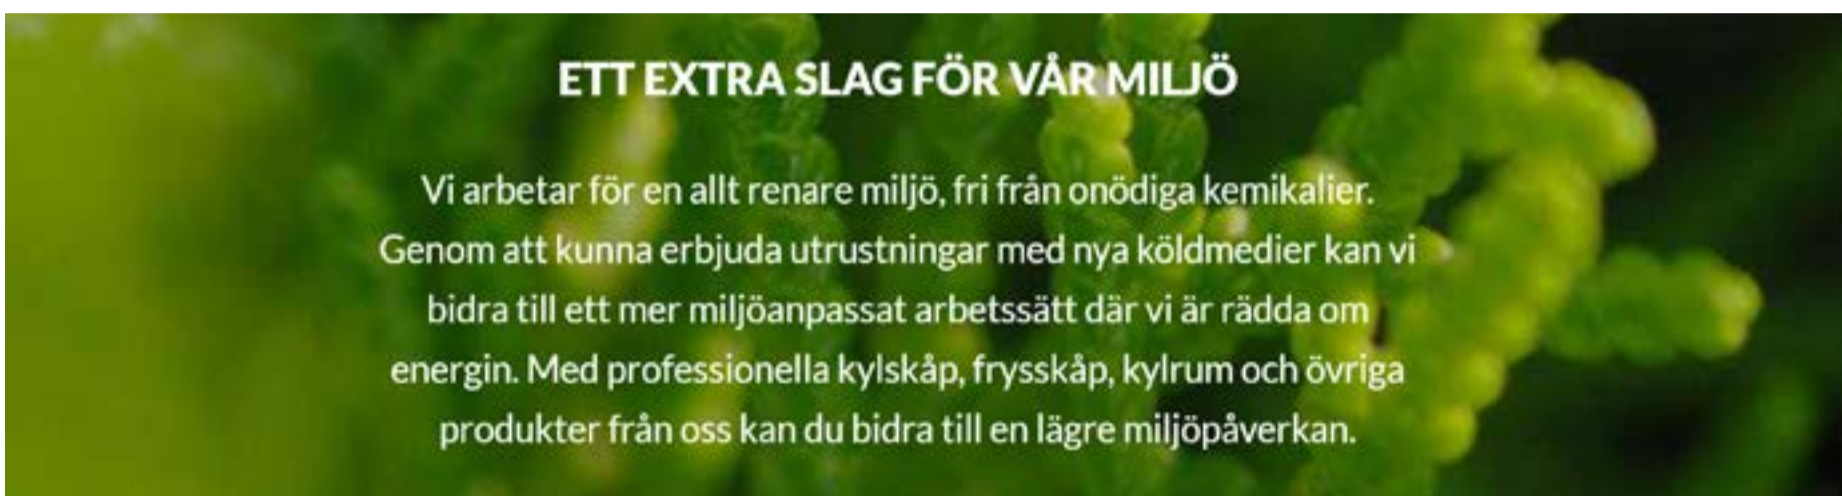 ETT EXTRA SLAG FÖR VÅR MILJÖ
Vi arbetar för en allt renare miljö, fri från onödiga kemikalier.
Genom att kunna erbjuda utrustningar med nya köldmedier kan vi
bidra till ett mer miljöanpassat arbetssätt där vi är rädda om
energin. Med professionella kylskåp, frysskåp, kylrum och övriga
produkter från oss kan du bidra till en lägre miljöpåverkan.